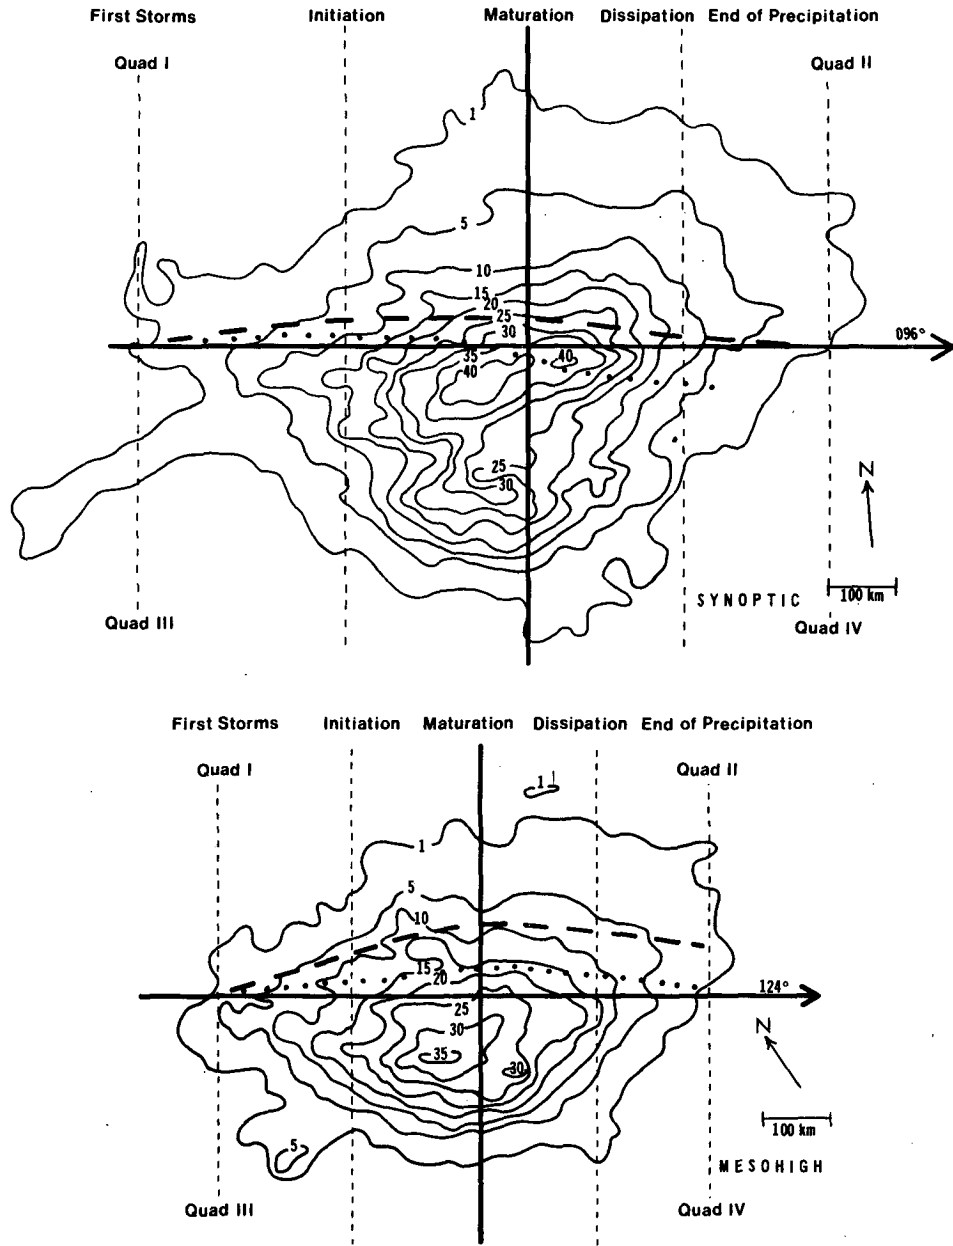 First Storms Initiation Maturation Dissipation End of Precipitation
Quad I Quad II
1
5
10
15
20
25
30
35
40
40
096°
25
30
N
SYNOPTIC
100 km
Quad III Quad IV
First Storms Initiation Maturation Dissipation End of Precipitation
Quad I Quad II
1
1
5
10
15
20
124°
25
30
35
30
N
100 km
5
MESOHIGH
Quad III Quad IV